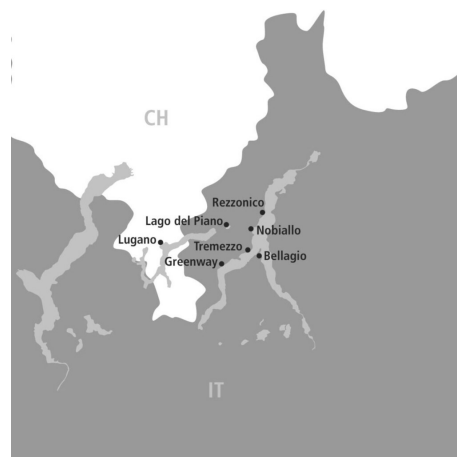 CH
Rezzonico
Lago del Piano
Nobiallo
Lugano
Tremezzo
Bellagio
Greenway
IT